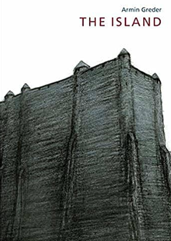 Armin Greder
THE ISLAND